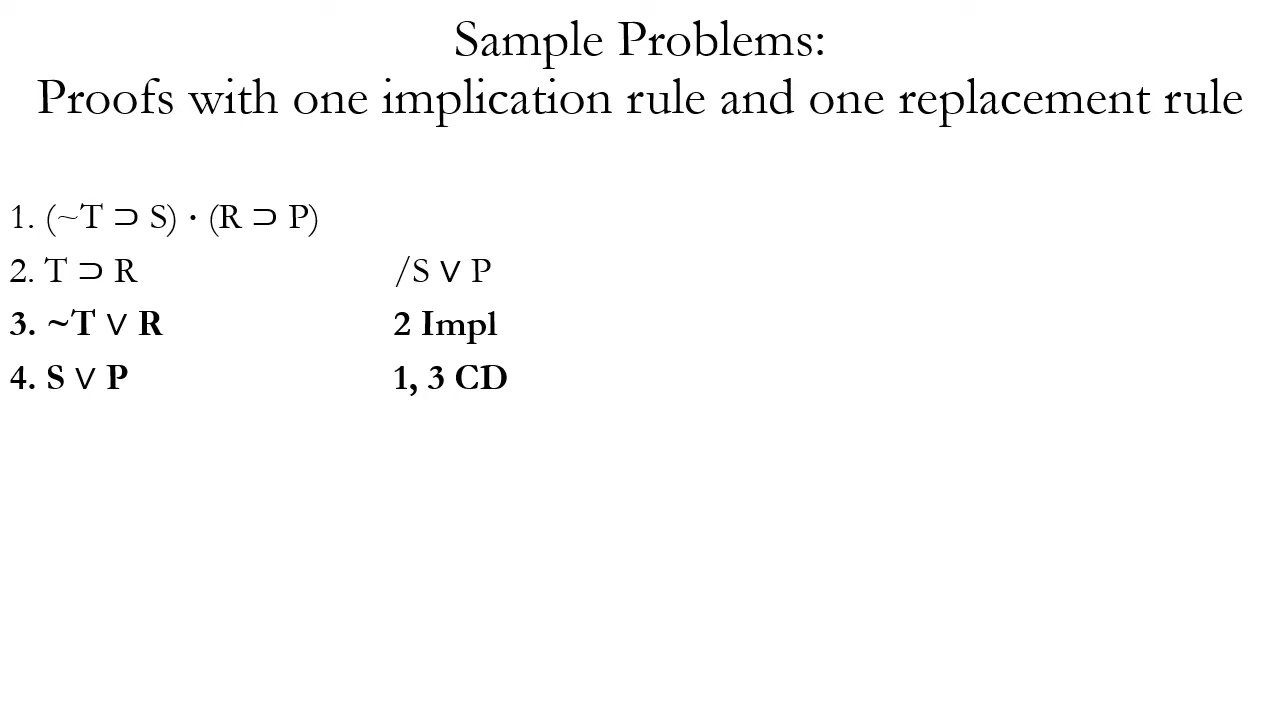 Sample Problems:
Proofs with one implication rule and one replacement rule
1. (~T ⊃ S) · (R ⊃ P)
2. T ⊃ R /S ∨ P
3. ~T ∨ R 2 Impl
4. S ∨ P 1, 3 CD